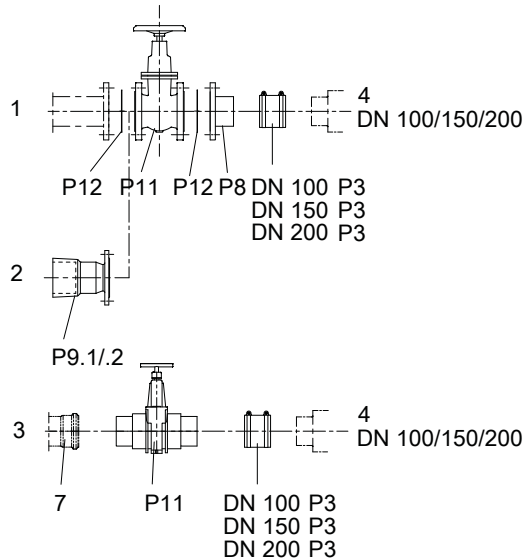 1
4
DN 100/150/200
P12 P11 P12 P8 DN 100 P3
DN 150 P3
DN 200 P3
2
P9.1/.2
3
4
DN 100/150/200
7 P11 DN 100 P3
DN 150 P3
DN 200 P3